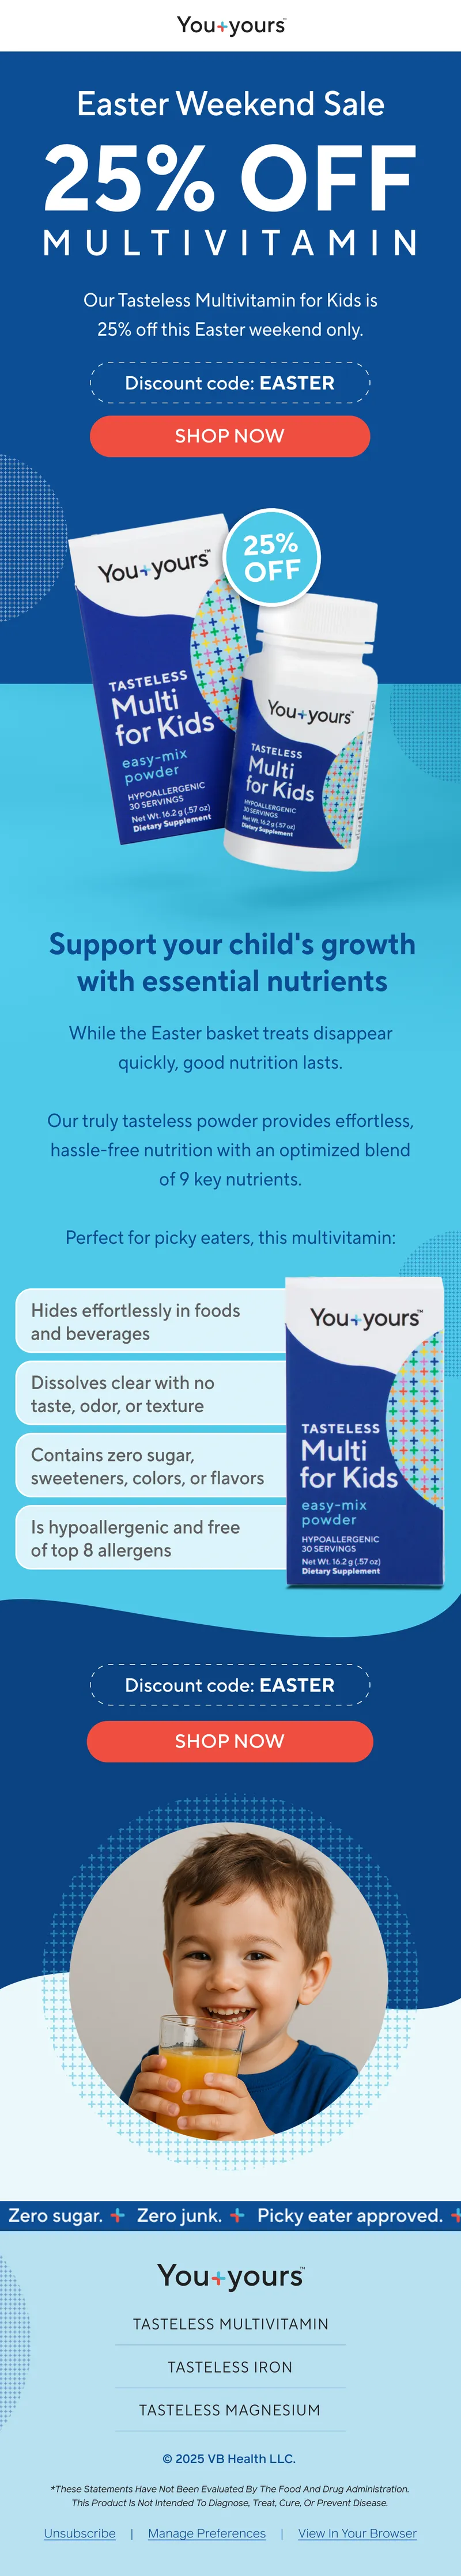 You+yours™
Easter Weekend Sale
25% OFF
MULTIVITAMIN
Our Tasteless Multivitamin for Kids is
25% off this Easter weekend only.
Discount code: EASTER
SHOP NOW
25%
OFF
You+yours™
TASTELESS
Multi
for Kids
easy-mix
powder
HYPOALLERGENIC
30 SERVINGS
Net Wt. 16.2 g (.57 oz)
Dietary Supplement
You+yours™
TASTELESS
Multi
for Kids
HYPOALLERGENIC
30 SERVINGS
Net Wt. 16.2 g (.57 oz)
Dietary Supplement
Support your child's growth
with essential nutrients
While the Easter basket treats disappear
quickly, good nutrition lasts.
Our truly tasteless powder provides effortless,
hassle-free nutrition with an optimized blend
of 9 key nutrients.
Perfect for picky eaters, this multivitamin:
Hides effortlessly in foods
and beverages
Dissolves clear with no
taste, odor, or texture
Contains zero sugar,
sweeteners, colors, or flavors
Is hypoallergenic and free
of top 8 allergens
You+yours™
TASTELESS
Multi
for Kids
easy-mix
powder
HYPOALLERGENIC
30 SERVINGS
Net Wt. 16.2 g (.57 oz)
Dietary Supplement
Discount code: EASTER
SHOP NOW
Zero sugar. + Zero junk. + Picky eater approved. +
You+yours™
TASTELESS MULTIVITAMIN
TASTELESS IRON
TASTELESS MAGNESIUM
© 2025 VB Health LLC.
*These Statements Have Not Been Evaluated By The Food And Drug Administration.
This Product Is Not Intended To Diagnose, Treat, Cure, Or Prevent Disease.
Unsubscribe | Manage Preferences | View In Your Browser